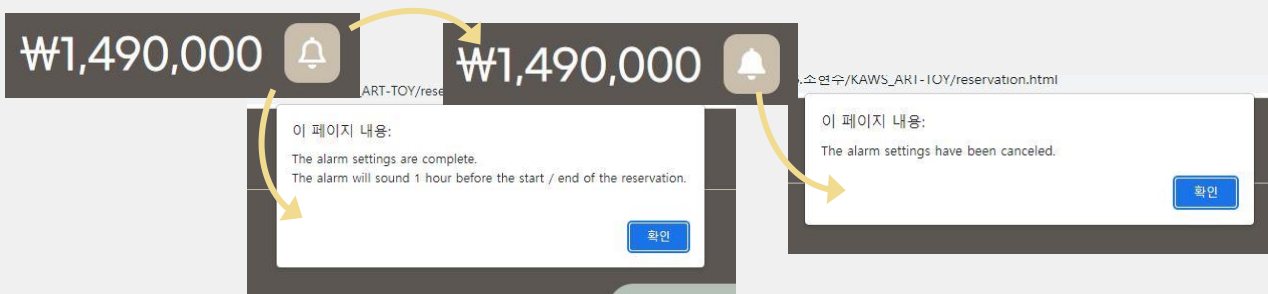 ₩1,490,000
₩1,490,000
_ART-TOY/rese
.소연수/KAWS_ART-TOY/reservation.html
이 페이지 내용:
The alarm settings are complete.
The alarm will sound 1 hour before the start / end of the reservation.
확인
이 페이지 내용:
The alarm settings have been canceled.
확인